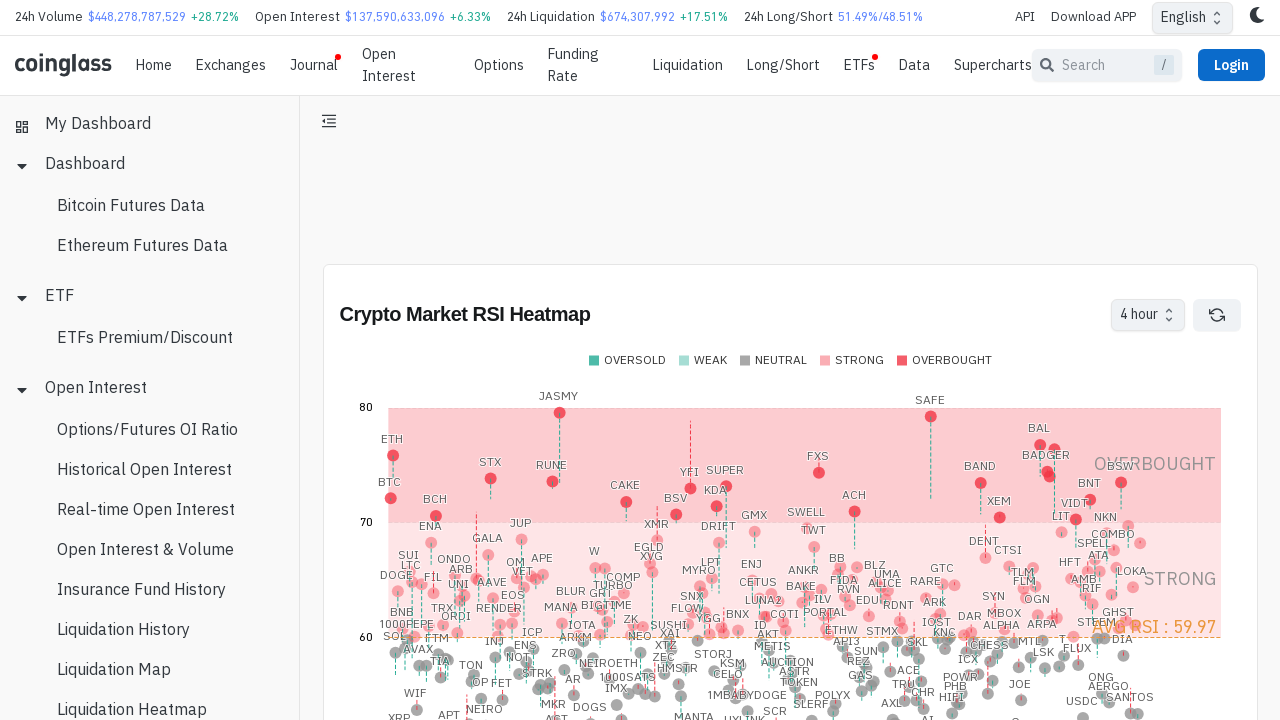 24h Volume $448,278,787,529 +28.72% Open Interest $137,590,633,096 +6.33% 24h Liquidation $674,307,992 +17.51% 24h Long/Short 51.49%/48.51% API Download APP English
coinglass Home Exchanges Journal Open Interest Options Funding Rate Liquidation Long/Short ETFs Data Supercharts Search / Login
My Dashboard
Dashboard
Bitcoin Futures Data
Ethereum Futures Data
ETF
ETFs Premium/Discount
Open Interest
Options/Futures OI Ratio
Historical Open Interest
Real-time Open Interest
Open Interest & Volume
Insurance Fund History
Liquidation History
Liquidation Map
Liquidation Heatmap
Crypto Market RSI Heatmap 4 hour
OVERSOLD WEAK NEUTRAL STRONG OVERBOUGHT
JASMY SAFE
80
ETH BAL
STX RUNE FXS BADGER OVERBOUGHT
YFI SUPER BAND BSW
BTC CAKE KDA BNT
BCH BSV ACH XEM VIDT
70
ENA JUP XMR DRIFT GMX SWELL TWT LIT NKN
GALA EGLD DENT SPELL COMBO
SUI ONDO W XVG CTSI ATA
LTC OM APE LPT ENJ BB BLZ GTC HFT
DOGE FIL ARB VET COMP MYRO ANKR UMA TLM LOKA STRONG
UNI AAVE TURBO CETUS FIDA ALICE RARE FLM AMB
EOS BLUR SNX BAKE RVN RIF
BNB TRX RENDER MANA BIGTIME FLOW LUNA2 ILV EDU RDNT ARK SYN OGN
1000PEPE ORDI ZK YGG BNX COTI PORTAL IOST DAR GHST
IOTA SUSHI ID ETHW STMX ALPHA ARPA STEEM AVG RSI : 59.97
60
SOL FTM ICP ARKM NEO XAI AKT KNC
AVAX INJ ENS XTZ METIS API3 SKL CHESS MTL T DIA
TIA NOT ZRO ZEC STORJ SUN LSK FLUX
TON STRK NEIROETH HMSTR KSM AUCTION REZ ICX
OP FET AR 1000SATS CELO ASTR GAS ACE POWR ONG
WIF IMX TOKEN TRU PHB JOE AERGO
NEIRO MKR DOGS 1MBABYDOGE POLYX CHR HIFI SANTOS
XRP APT SCR SLERF AXL USDC
MANTA